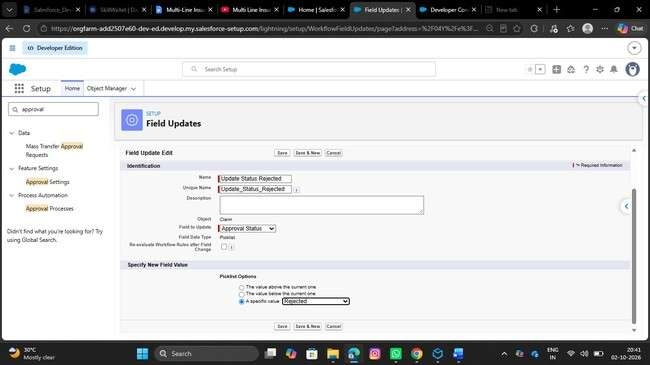 Salesforce_Dev
SkillWallet | D
Multi-Line Insu
Multi Line Insu
Home | Salesfo
Field Updates |
Developer Con
New tab
https://orgfarm-add2507e60-dev-ed.develop.my.salesforce-setup.com/lightning/setup/WorkflowFieldUpdates/page?address=%2F04Y%2Fe%3F...
Developer Edition
Search Setup
Setup
Home
Object Manager
approval
Data
Mass Transfer Approval
Requests
Feature Settings
Approval Settings
Process Automation
Approval Processes
Didn't find what you're looking for? Try
using Global Search.
SETUP
Field Updates
Field Update Edit
Save
Save & New
Cancel
Identification
= Required Information
Name
Update Status Rejected
Unique Name
Update_Status_Rejected
i
Description
Object
Claim
Field to Update
Approval Status
Field Data Type
Picklist
Re-evaluate Workflow Rules after Field
Change
i
Specify New Field Value
Picklist Options
The value above the current one
The value below the current one
A specific value
Rejected
Save
Save & New
Cancel
30°C
Mostly clear
Search
ENG
IN
20:41
02-10-2026